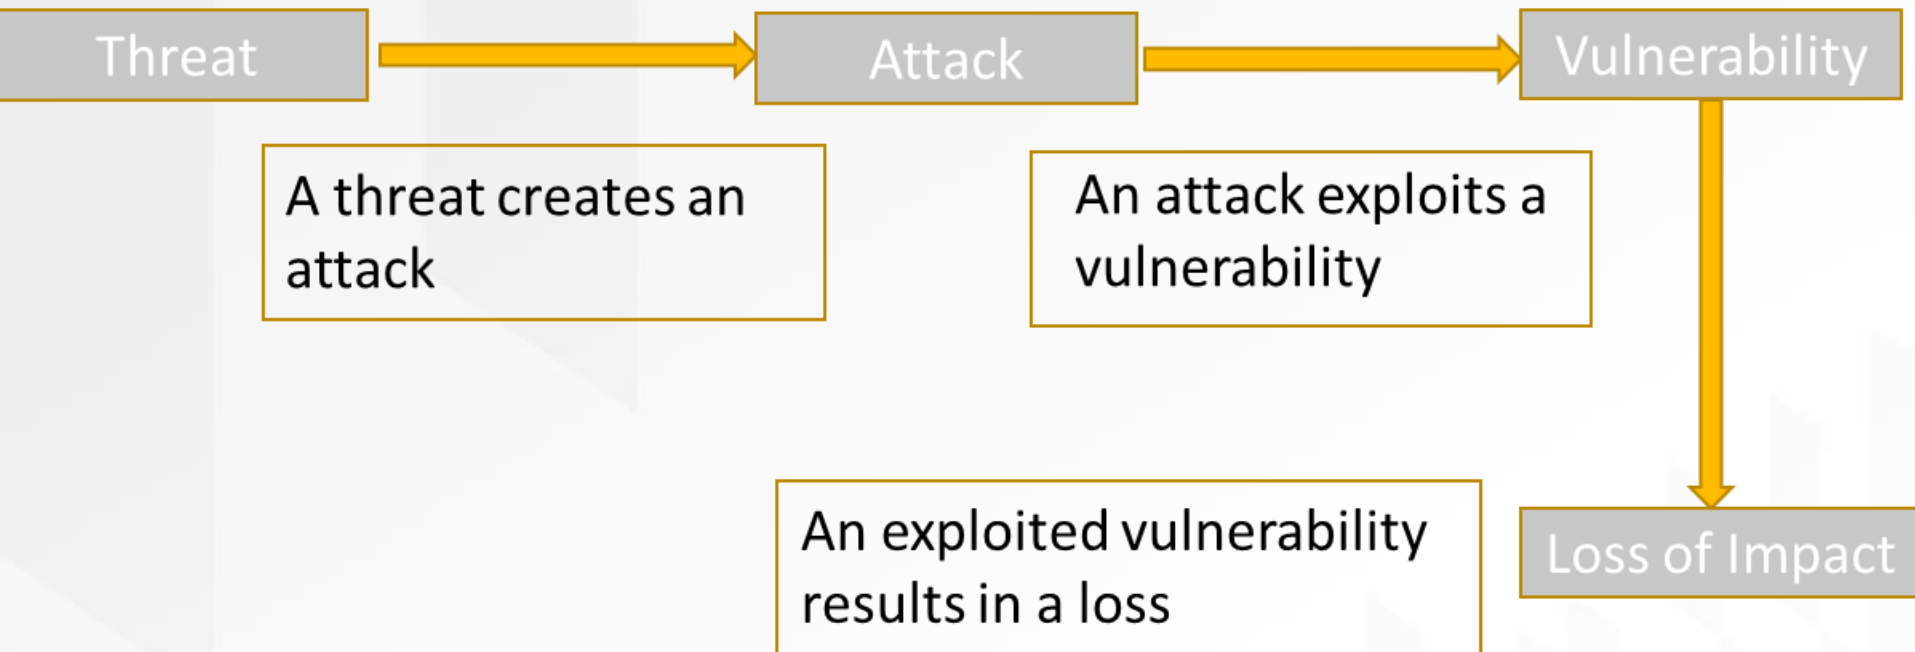 Threat
Attack
Vulnerability
A threat creates an
attack
An attack exploits a
vulnerability
An exploited vulnerability
results in a loss
Loss of Impact